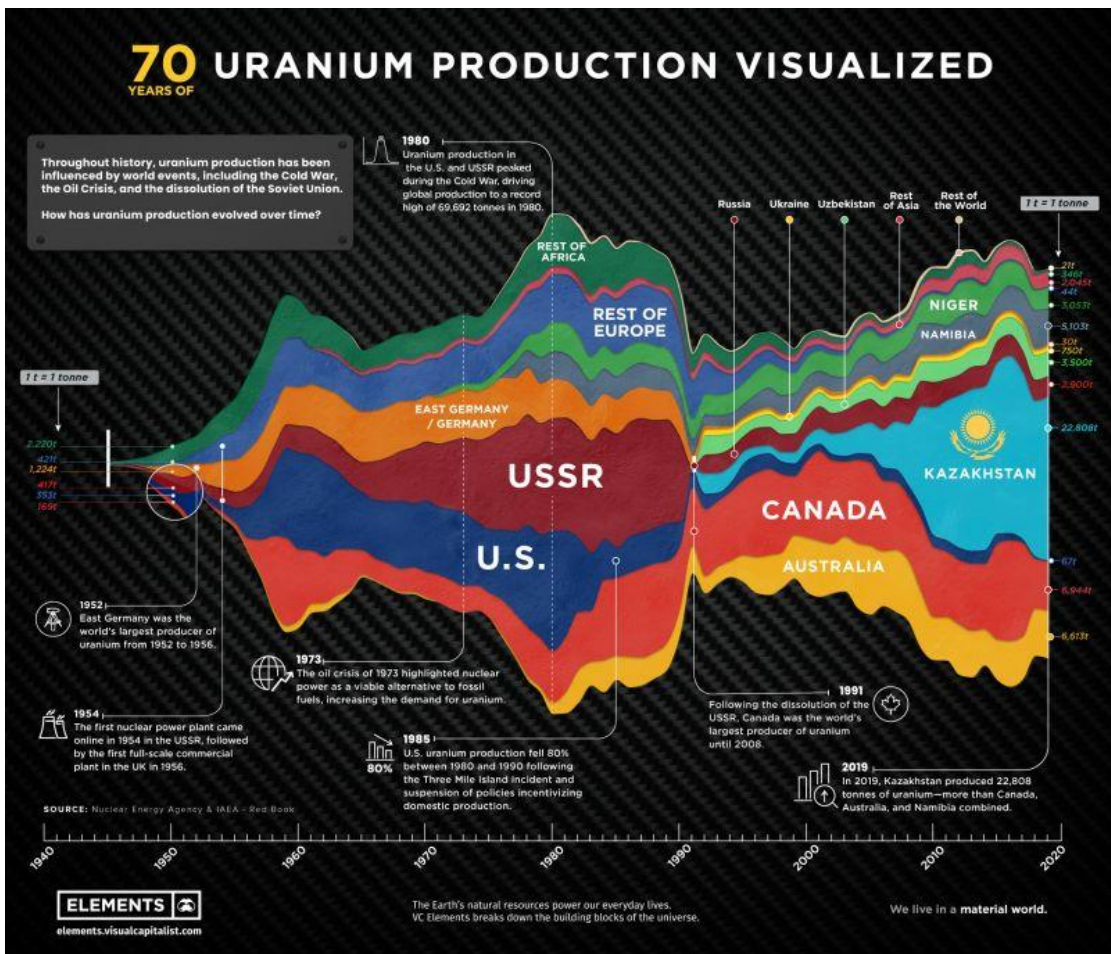 70
YEARS OF
URANIUM PRODUCTION VISUALIZED
Throughout history, uranium production has been
influenced by world events, including the Cold War,
the Oil Crisis, and the dissolution of the Soviet Union.
How has uranium production evolved over time?
1980
Uranium production in
the U.S. and USSR peaked
during the Cold War, driving
global production to a record
high of 69,692 tonnes in 1980.
Russia
Ukraine
Uzbekistan
Rest
of Asia
Rest of
the World
1 t = 1 tonne
REST OF
AFRICA
REST OF
EUROPE
NIGER
NAMIBIA
EAST GERMANY
/ GERMANY
USSR
U.S.
CANADA
AUSTRALIA
KAZAKHSTAN
21t
346t
2,045t
44t
3,053t
5,103t
30t
750t
3,500t
2,900t
22,808t
67t
6,944t
6,613t
1 t = 1 tonne
2,220t
421t
1,224t
417t
353t
169t
1952
East Germany was the
world's largest producer of
uranium from 1952 to 1956.
1954
The first nuclear power plant came
online in 1954 in the USSR, followed
by the first full-scale commercial
plant in the UK in 1956.
1973
The oil crisis of 1973 highlighted nuclear
power as a viable alternative to fossil
fuels, increasing the demand for uranium.
80%
1985
U.S. uranium production fell 80%
between 1980 and 1990 following
the Three Mile Island incident and
suspension of policies incentivizing
domestic production.
1991
Following the dissolution of the
USSR, Canada was the world's
largest producer of uranium
until 2008.
2019
In 2019, Kazakhstan produced 22,808
tonnes of uranium—more than Canada,
Australia, and Namibia combined.
SOURCE: Nuclear Energy Agency & IAEA - Red Book
1940
1950
1960
1970
1980
1990
2000
2010
2020
ELEMENTS
elements.visualcapitalist.com
The Earth's natural resources power our everyday lives.
VC Elements breaks down the building blocks of the universe.
We live in a material world.